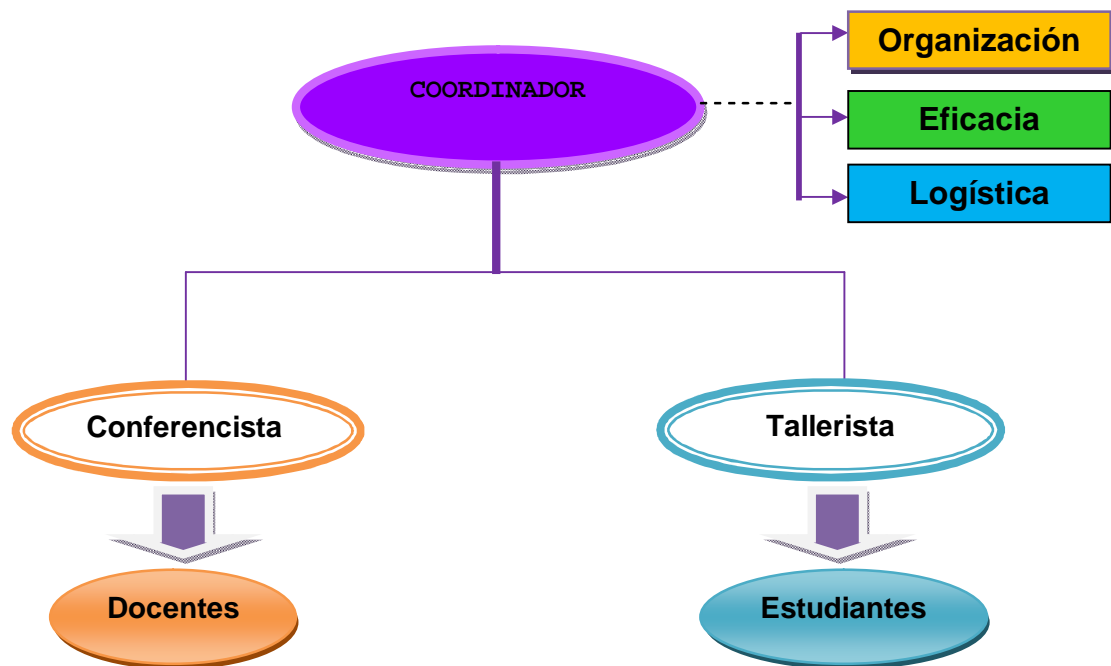 Organización
COORDINADOR
Eficacia
Logística
Conferencista
Tallerista
Docentes
Estudiantes